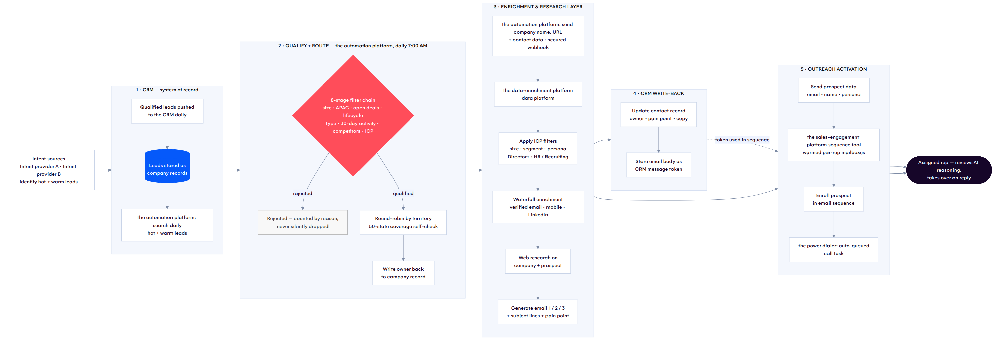 Intent sources
Intent provider A • Intent
provider B
identify hot + warm leads
1 • CRM — system of record
Qualified leads pushed
to the CRM daily
Leads stored as
company records
the automation platform:
search daily
hot + warm leads
2 • QUALIFY + ROUTE — the automation platform, daily 7:00 AM
8-stage filter chain
size • APAC • open deals •
lifecycle
type • 30-day activity •
competitors • ICP
rejected
qualified
Rejected — counted by reason,
never silently dropped
Round-robin by territory
50-state coverage self-check
Write owner back
to company record
3 • ENRICHMENT & RESEARCH LAYER
the automation platform: send
company name, URL
+ contact data • secured
webhook
the data-enrichment platform
data platform
Apply ICP filters
size • segment • persona
Director+ • HR / Recruiting
Waterfall enrichment
verified email • mobile •
LinkedIn
Web research on
company + prospect
Generate email 1 / 2 / 3
+ subject lines + pain point
4 • CRM WRITE-BACK
Update contact record
owner • pain point • copy
Store email body as
CRM message token
token used in sequence
5 • OUTREACH ACTIVATION
Send prospect data
email • name • persona
the sales-engagement
platform sequence tool
warmed per-rep mailboxes
Enroll prospect
in email sequence
the power dialer: auto-queued
call task
Assigned rep — reviews AI
reasoning,
takes over on reply